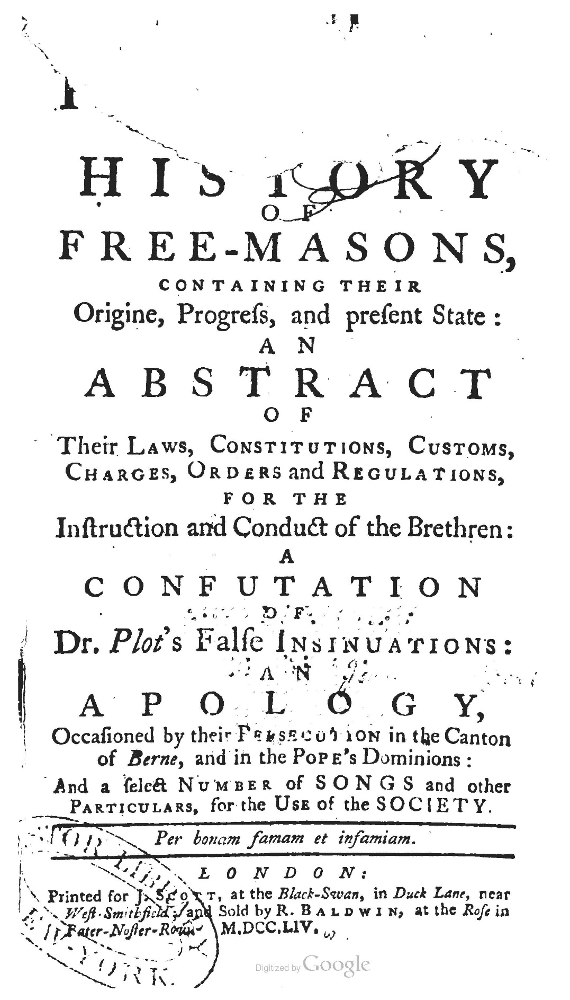 HISTORY
OF
FREE-MASONS,
CONTAINING THEIR
Origine, Progreſs, and preſent State :
AN
ABSTRACT
OF
Their LAWS, CONSTITUTIONS, CUSTOMS,
CHARGES, ORDERS and REGULATIONS,
FOR THE
Inſtruction and Conduct of the Brethren :
A
CONFUTATION
OF
Dr. Plot's Falſe INSINUATIONS :
AN
APOLOGY,
Occaſioned by their PERSECUTION in the Canton
of Berne, and in the POPE's Dominions :
And a ſelect NUMBER of SONGS and other
PARTICULARS, for the USE of the SOCIETY.
Per bonam famam et infamiam.
LONDON:
Printed for J. SCOTT, at the Black-Swan, in Duck Lane, near
Weſt-Smithfield; and Sold by R. BALDWIN, at the Roſe in
Pater-Noſter-Row. M.DCC.LIV.
Digitized by Google